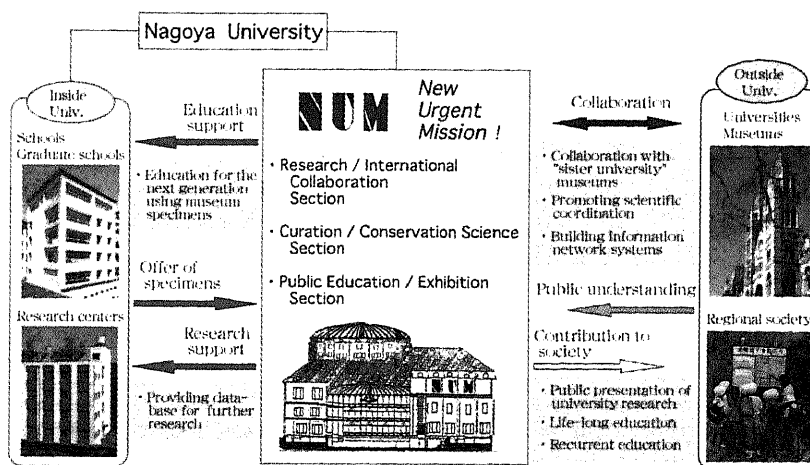 Nagoya University
Inside
Univ.
Schools
Graduate schools
Research centers
Education
support
• Education for the
next generation
using museum
specimens
Offer of
specimens
Research
support
• Providing data-
base for further
research
NUM
New
Urgent
Mission !
• Research / International
Collaboration
Section
• Curation / Conservation Science
Section
• Public Education / Exhibition
Section
NUM
Collaboration
• Collaboration with
"sister university"
museums
• Promoting scientific
coordination
• Building Information
network systems
Public understanding
Contribution to
society
• Public presentation of
university research
• Life-long education
• Recurrent education
Outside
Univ.
Universities
Museums
Regional society